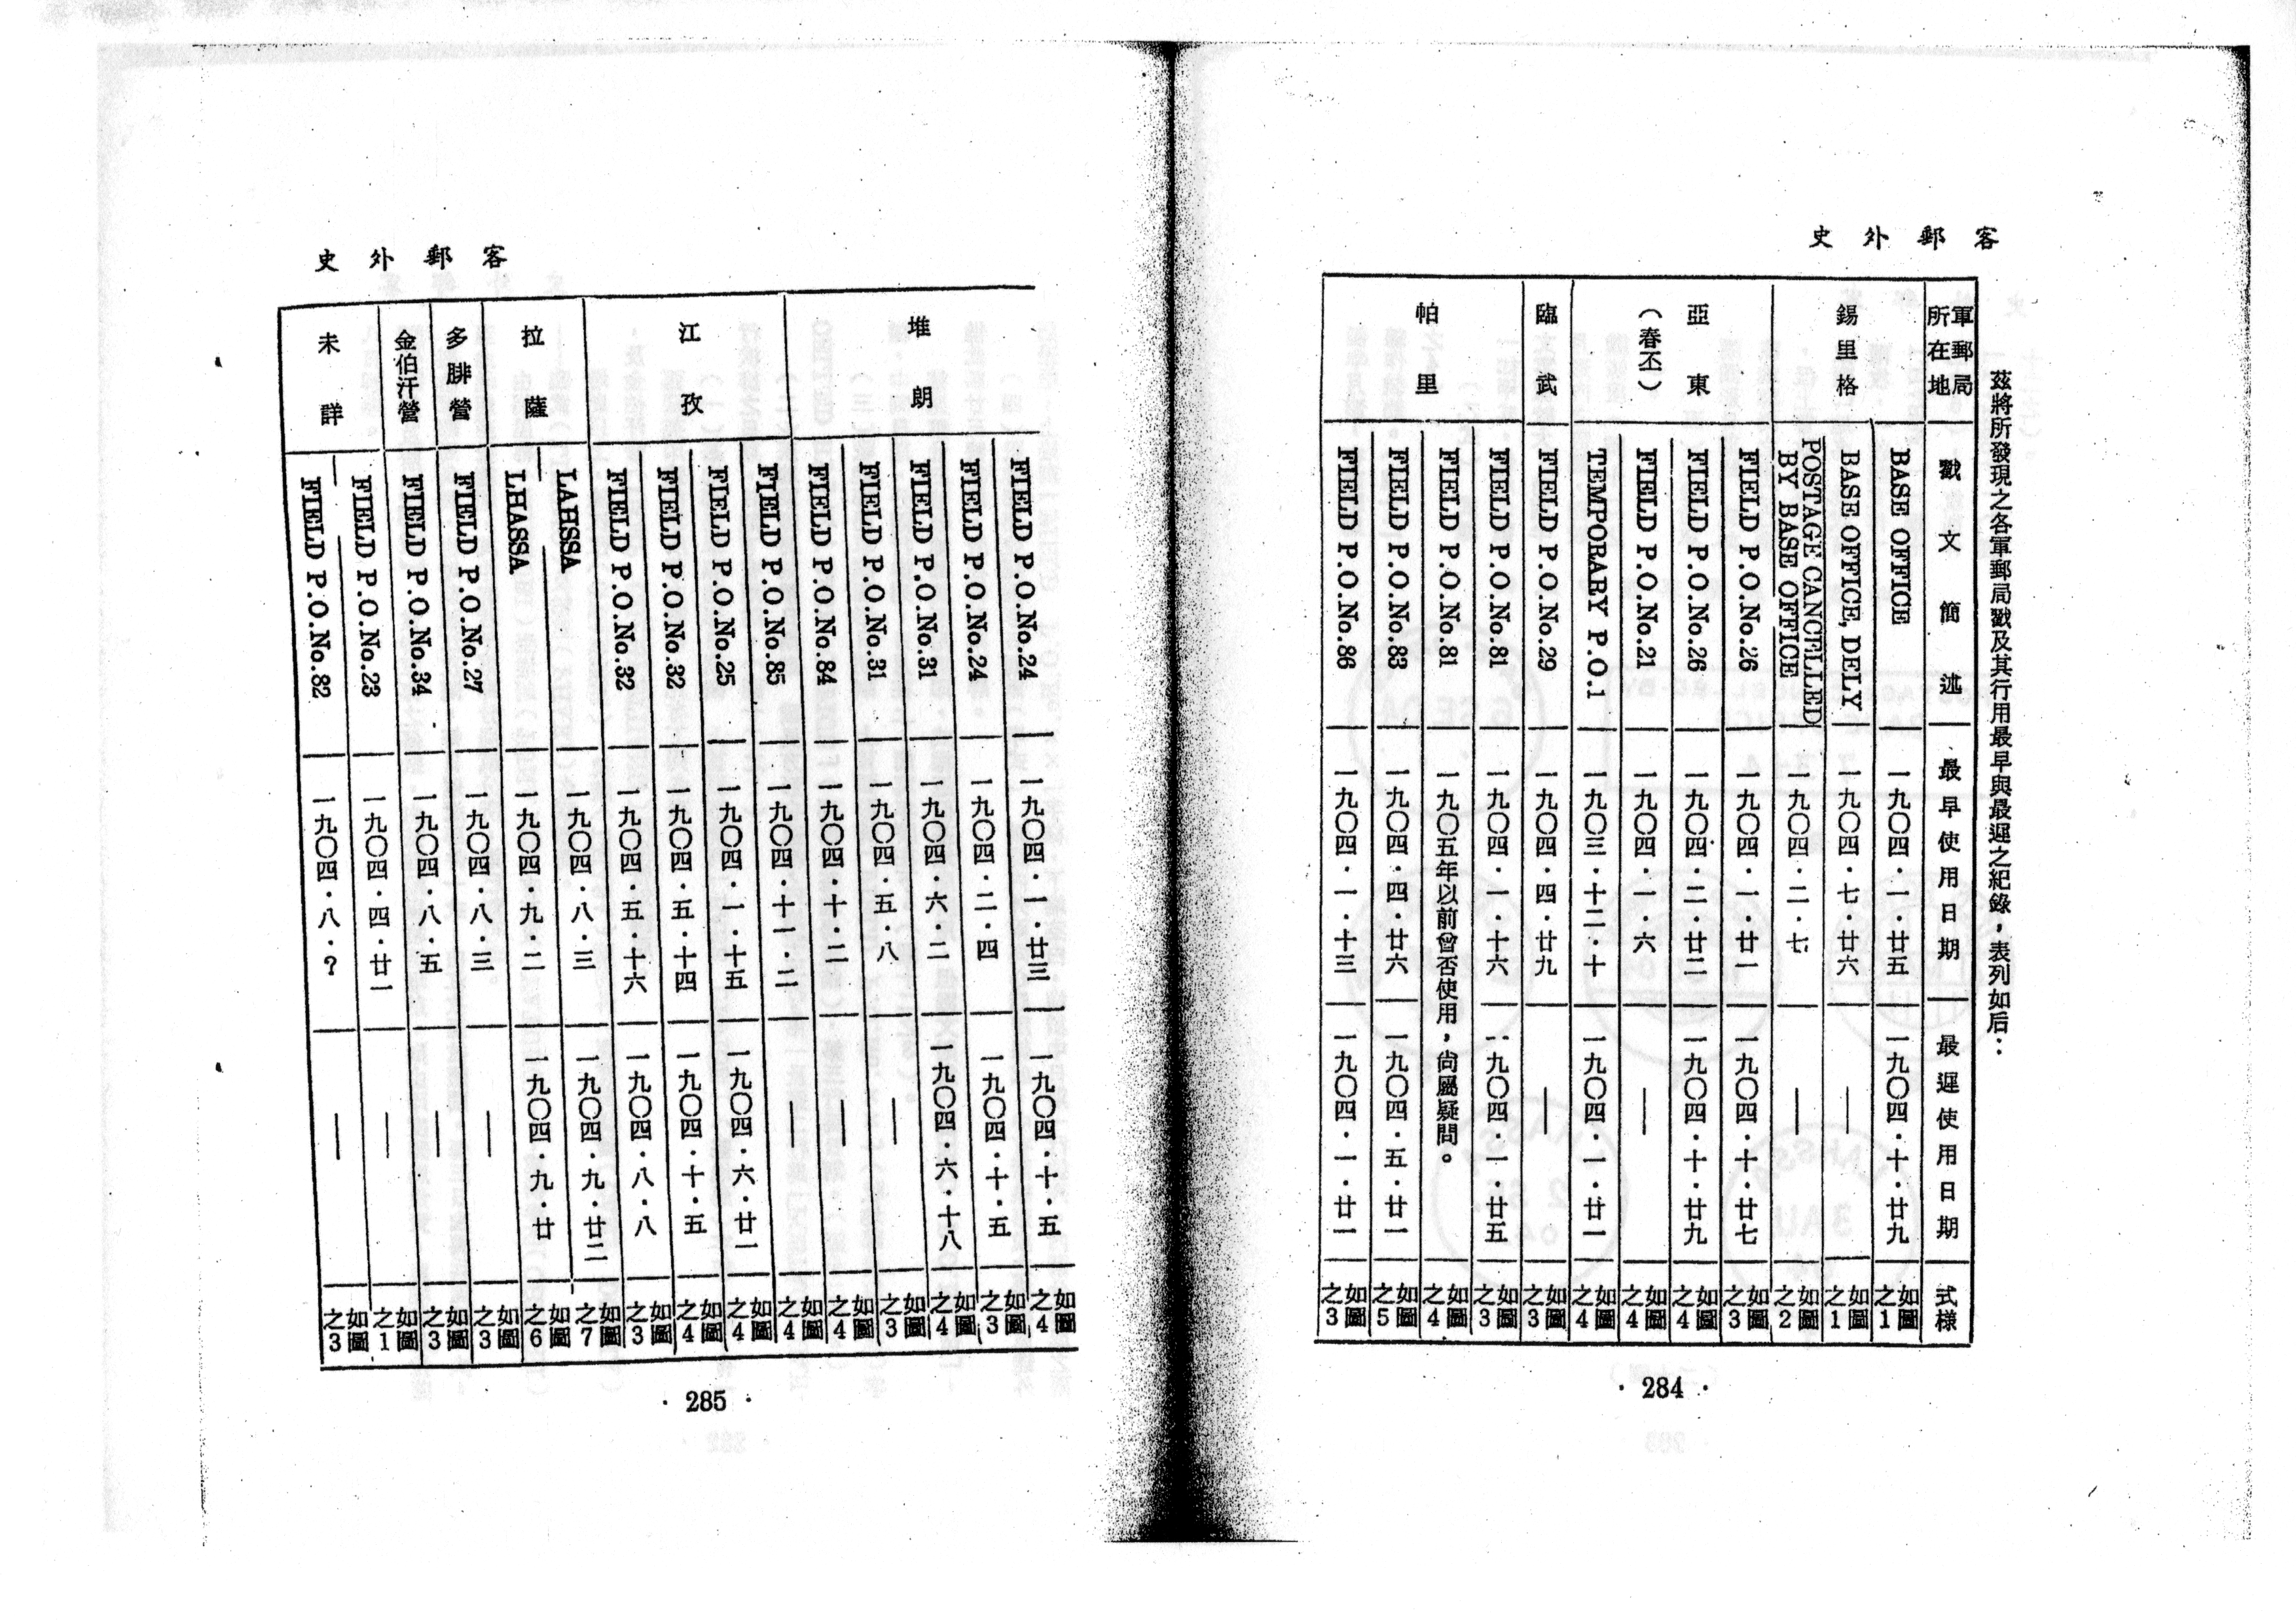 客郵外史
茲將所發現之各軍郵局戳及其行用最早與最遲之紀錄，表列如后：
軍郵局所在地 戳文簡述 最早使用日期 最遲使用日期 式樣
錫里格 BASE OFFICE 一九〇四・一・廿五 一九〇四・十・廿九 如圖之1
BASE OFFICE, DELY 一九〇四・七・廿六 — 如圖之1
POSTAGE CANCELLED BY BASE OFFICE 一九〇四・二・七 — 如圖之2
亞東（春丕） FIELD P.O.No.26 一九〇四・一・廿一 一九〇四・十・廿七 如圖之3
FIELD P.O.No.26 一九〇四・二・廿二 一九〇四・十・廿九 如圖之4
FIELD P.O.No.21 一九〇四・一・六 — 如圖之4
TEMPORARY P.O.1 一九〇三・十二・十 一九〇四・一・廿一 如圖之4
臨武 FIELD P.O.No.29 一九〇四・四・廿九 — 如圖之3
帕里 FIELD P.O.No.81 一九〇四・一・十六 一九〇四・一・廿五 如圖之3
FIELD P.O.No.81 一九〇五年以前曾否使用，尚屬疑問。 如圖之4
FIELD P.O.No.83 一九〇四・四・廿六 一九〇四・五・廿一 如圖之5
FIELD P.O.No.86 一九〇四・一・十三 一九〇四・一・廿一 如圖之3
・284・
客郵外史
堆朗 FIELD P.O.No.24 一九〇四・一・廿三 一九〇四・十・五 如圖之4
FIELD P.O.No.24 一九〇四・二・四 一九〇四・十・五 如圖之3
FIELD P.O.No.31 一九〇四・六・二 一九〇四・六・十八 如圖之4
FIELD P.O.No.31 一九〇四・五・八 — 如圖之3
FIELD P.O.No.84 一九〇四・十・二 — 如圖之4
江孜 FIELD P.O.No.85 一九〇四・十一・二 — 如圖之4
FIELD P.O.No.25 一九〇四・一・十五 一九〇四・六・廿一 如圖之4
FIELD P.O.No.32 一九〇四・五・十四 一九〇四・十・五 如圖之4
FIELD P.O.No.32 一九〇四・五・十六 一九〇四・八・八 如圖之3
拉薩 LAHSSA 一九〇四・八・三 一九〇四・九・廿二 如圖之7
LHASSA 一九〇四・九・二 一九〇四・九・廿 如圖之6
多腓營 FIELD P.O.No.27 一九〇四・八・三 — 如圖之3
金伯汗營 FIELD P.O.No.34 一九〇四・八・五 — 如圖之3
未詳 FIELD P.O.No.23 一九〇四・四・廿一 — 如圖之1
FIELD P.O.No.82 一九〇四・八・？ — 如圖之3
・285・